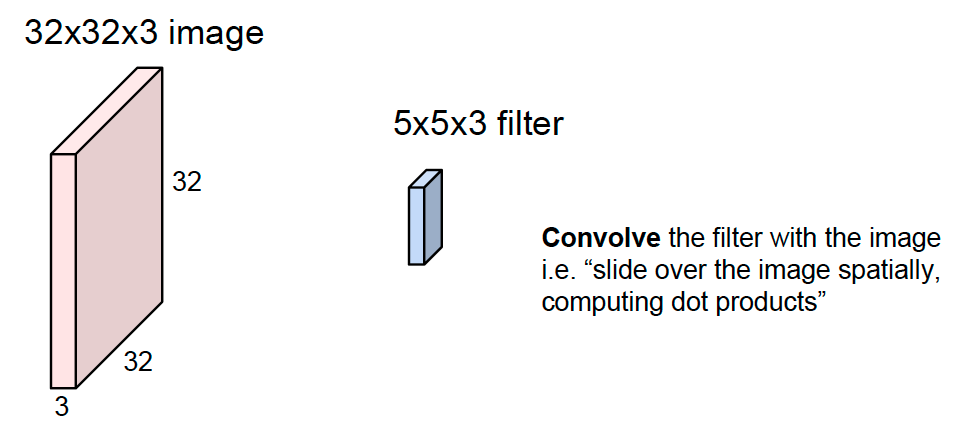 32x32x3 image
5x5x3 filter
32
Convolve the filter with the image
i.e. “slide over the image spatially,
computing dot products”
32
3